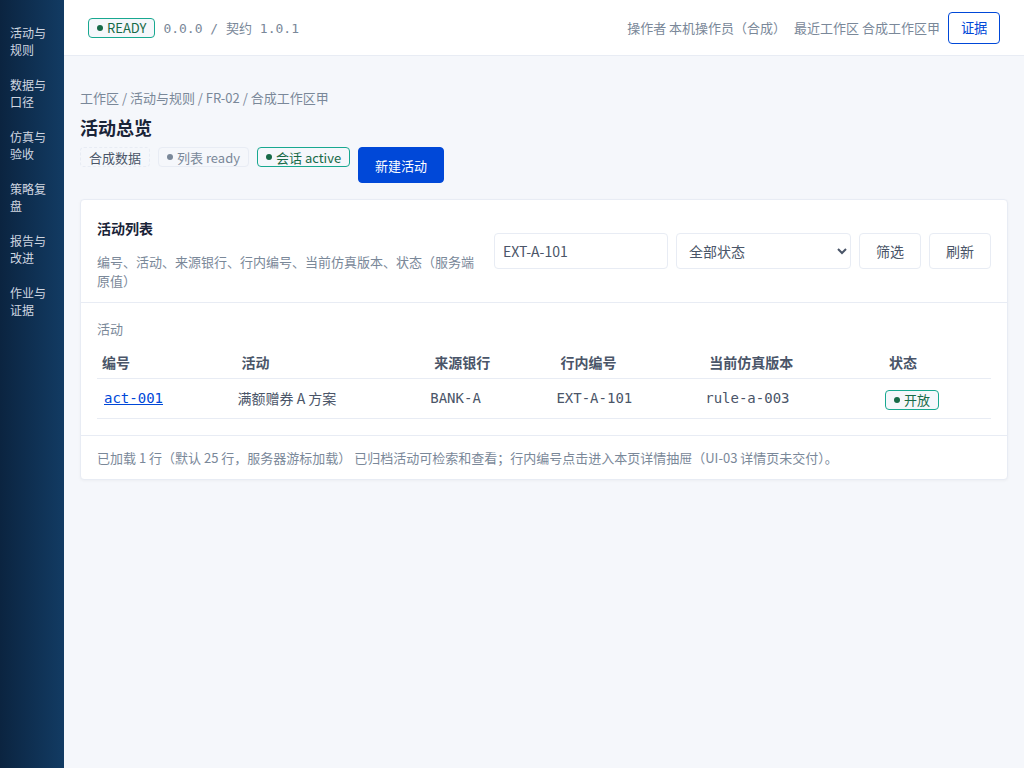 活动与
规则
数据与
口径
仿真与
验收
策略复
盘
报告与
改进
作业与
证据
READY 0.0.0 / 契约 1.0.1 操作者 本机操作员（合成） 最近工作区 合成工作区甲 证据
工作区 / 活动与规则 / FR-02 / 合成工作区甲
活动总览
合成数据 列表 ready 会话 active 新建活动
活动列表
编号、活动、来源银行、行内编号、当前仿真版本、状态（服务端
原值）
EXT-A-101 全部状态 筛选 刷新
活动
编号 活动 来源银行 行内编号 当前仿真版本 状态
act-001 满额赠券 A 方案 BANK-A EXT-A-101 rule-a-003 开放
已加载 1 行（默认 25 行，服务器游标加载） 已归档活动可检索和查看；行内编号点击进入本页详情抽屉（UI-03 详情页未交付）。